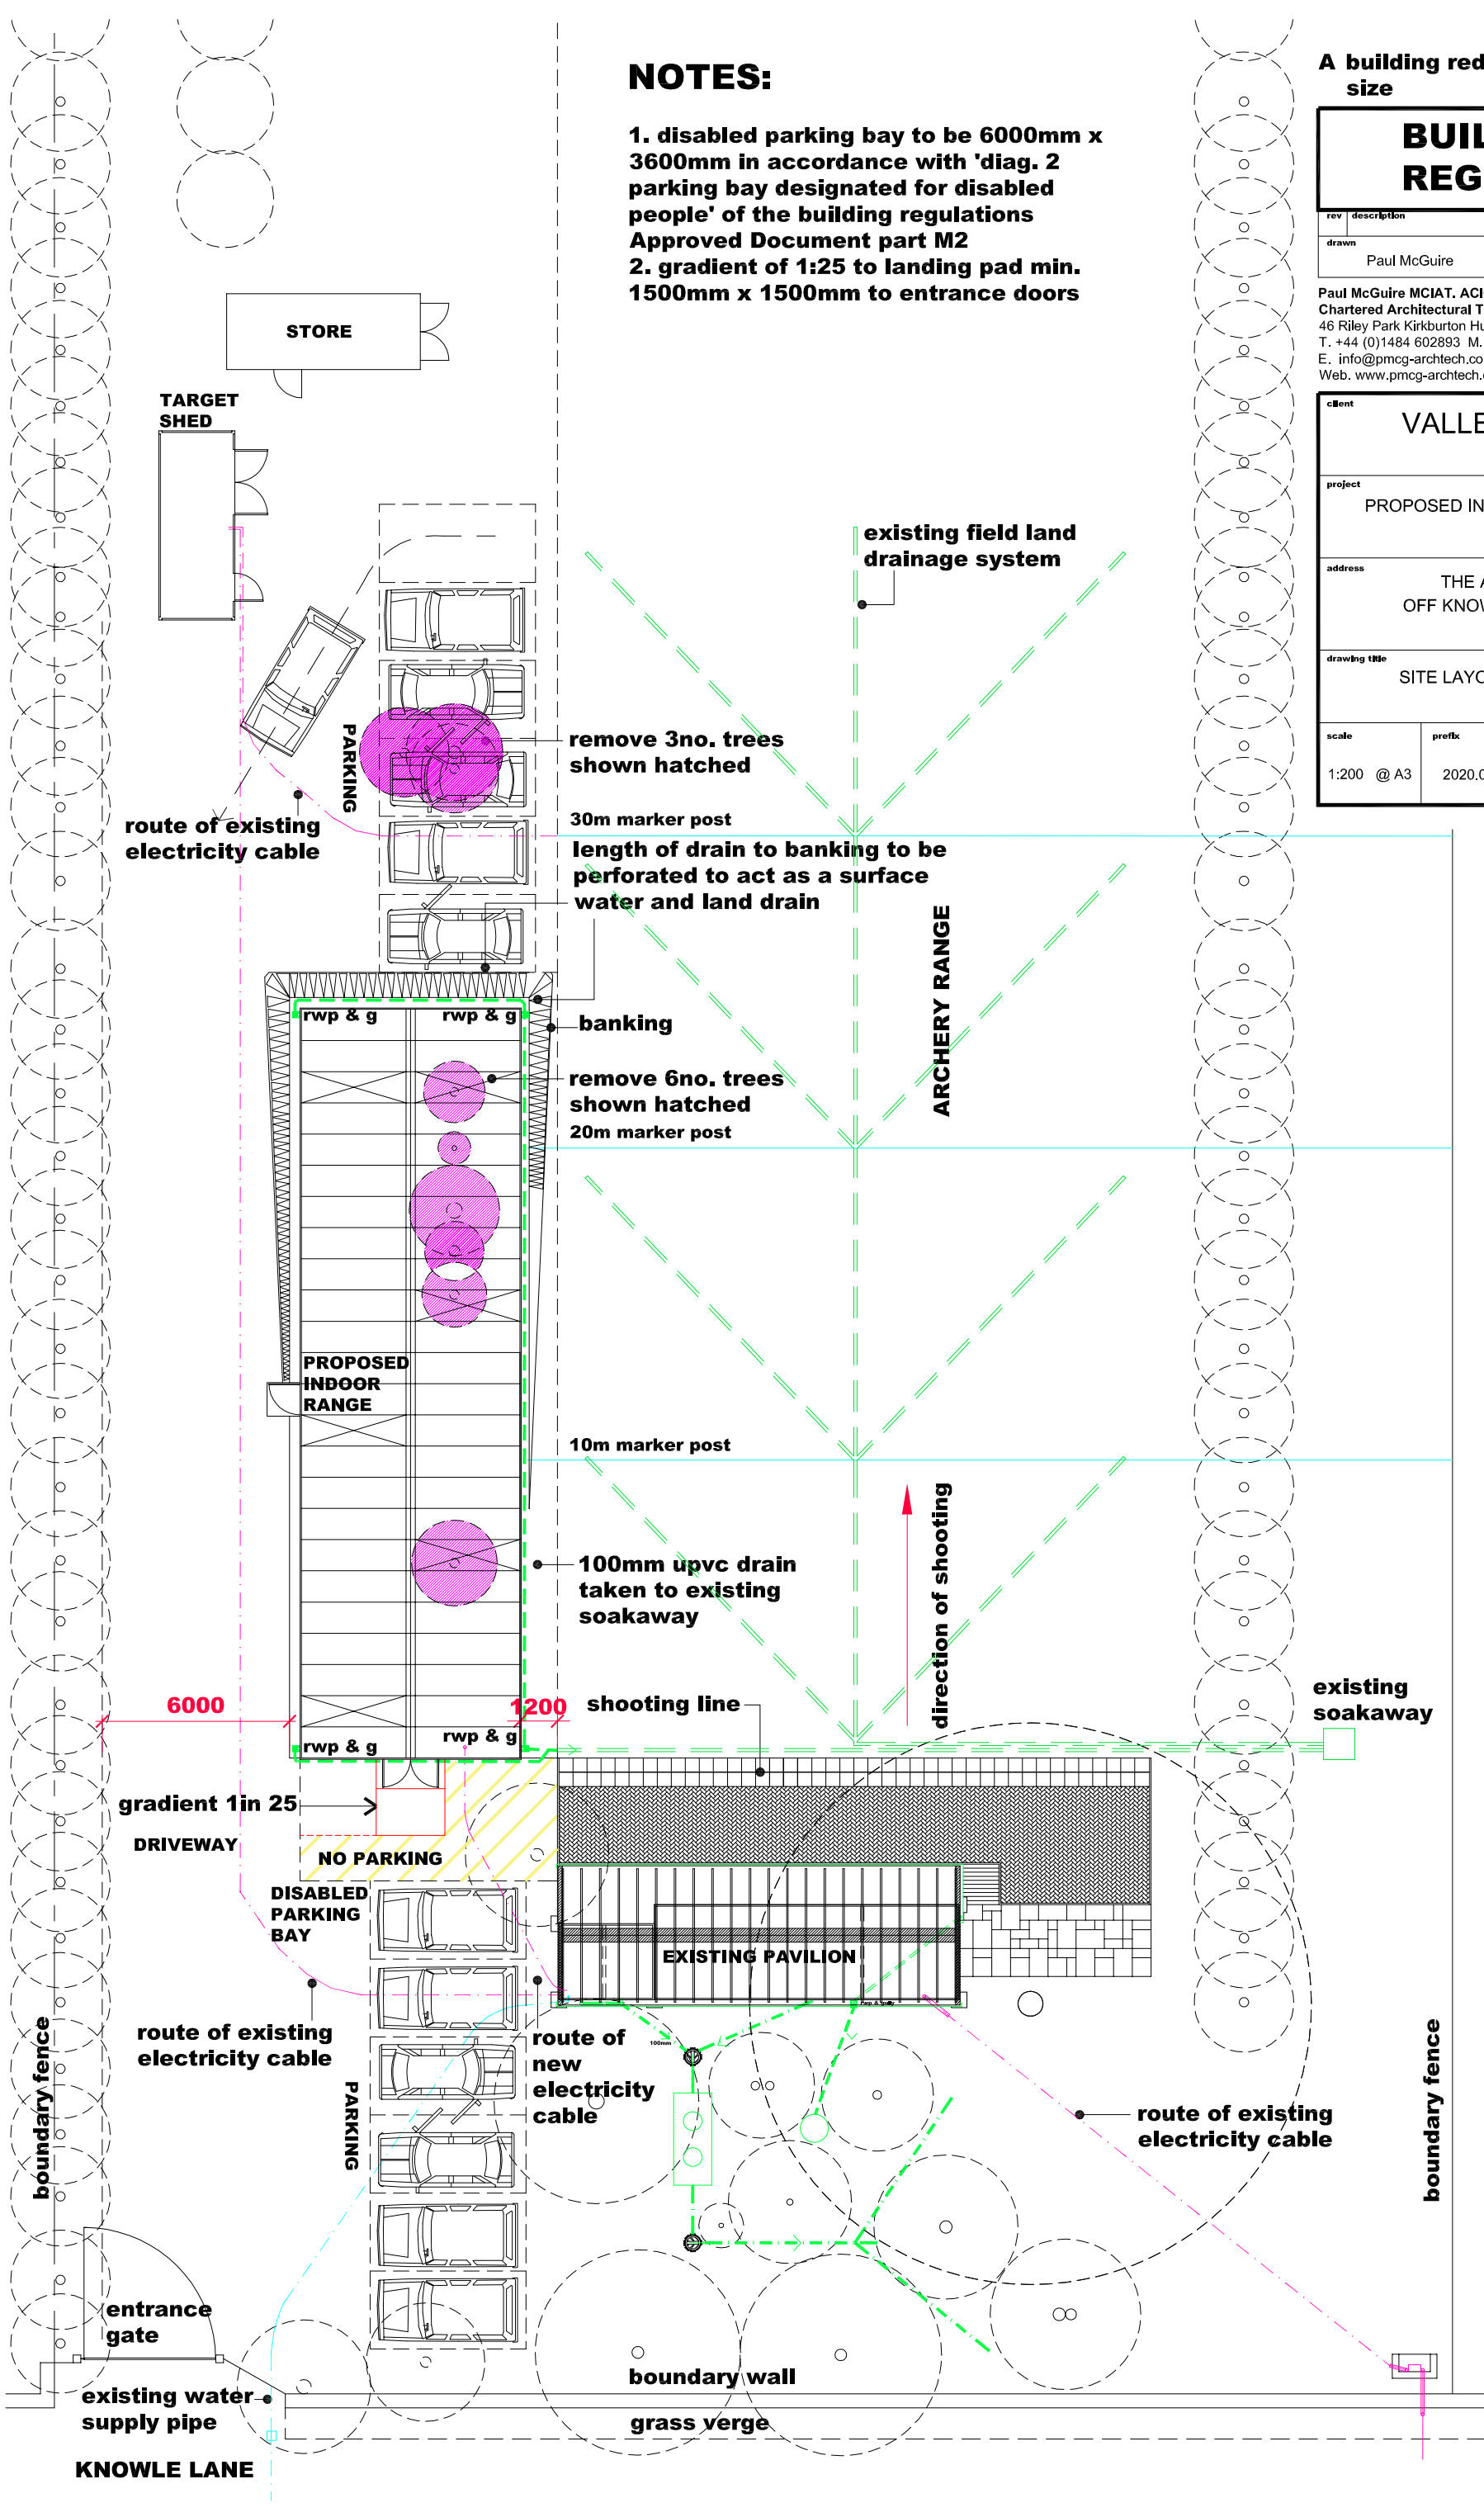 NOTES:
1. disabled parking bay to be 6000mm x
3600mm in accordance with 'diag. 2
parking bay designated for disabled
people' of the building regulations
Approved Document part M2
2. gradient of 1:25 to landing pad min.
1500mm x 1500mm to entrance doors
A building red
size
BUIL
REG
rev description
drawn
Paul McGuire
Paul McGuire MCIAT. ACI
Chartered Architectural T
46 Riley Park Kirkburton Hu
T. +44 (0)1484 602893 M.
E. info@pmcg-archtech.co
Web. www.pmcg-archtech.
client
VALLE
project
PROPOSED IN
address
THE A
OFF KNOW
drawing title
SITE LAYO
scale
prefix
1:200 @ A3
2020.0
STORE
TARGET
SHED
existing field land
drainage system
PARKING
remove 3no. trees
shown hatched
route of existing
electricity cable
30m marker post
length of drain to banking to be
perforated to act as a surface
water and land drain
ARCHERY RANGE
rwp & g
rwp & g
banking
remove 6no. trees
shown hatched
20m marker post
PROPOSED
INDOOR
RANGE
10m marker post
direction of shooting
100mm upvc drain
taken to existing
soakaway
6000
1200
shooting line
existing
soakaway
rwp & g
rwp & g
gradient 1in 25
DRIVEWAY
NO PARKING
DISABLED
PARKING
BAY
EXISTING PAVILION
route of existing
electricity cable
route of
new
electricity
cable
100mm
boundary fence
PARKING
route of existing
electricity cable
boundary fence
entrance
gate
boundary wall
existing water
supply pipe
grass verge
KNOWLE LANE